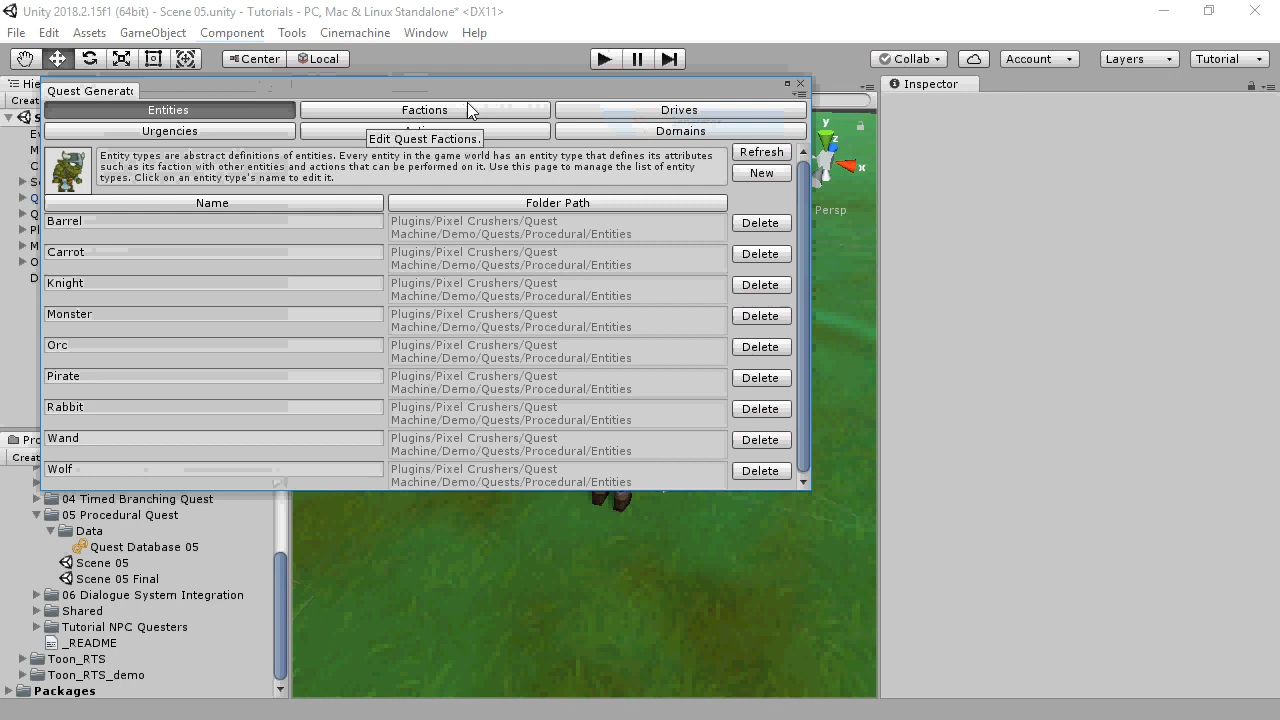 Unity 2018.2.15f1 (64bit) - Scene 05.unity - Tutorials - PC, Mac & Linux Standalone* <DX11>
File Edit Assets GameObject Component Tools Cinemachine Window Help
Center Local Collab Account Layers Tutorial
Quest Generato
Inspector
Entities Factions Drives
Urgencies Domains
Edit Quest Factions.
Entity types are abstract definitions of entities. Every entity in the game world has an entity type that defines its attributes
such as its faction with other entities and actions that can be performed on it. Use this page to manage the list of entity
types. Click on an entity type's name to edit it.
Refresh
New
Name Folder Path
Barrel Plugins/Pixel Crushers/Quest Delete
Machine/Demo/Quests/Procedural/Entities
Carrot Plugins/Pixel Crushers/Quest Delete
Machine/Demo/Quests/Procedural/Entities
Knight Plugins/Pixel Crushers/Quest Delete
Machine/Demo/Quests/Procedural/Entities
Monster Plugins/Pixel Crushers/Quest Delete
Machine/Demo/Quests/Procedural/Entities
Orc Plugins/Pixel Crushers/Quest Delete
Machine/Demo/Quests/Procedural/Entities
Pirate Plugins/Pixel Crushers/Quest Delete
Machine/Demo/Quests/Procedural/Entities
Rabbit Plugins/Pixel Crushers/Quest Delete
Machine/Demo/Quests/Procedural/Entities
Wand Plugins/Pixel Crushers/Quest Delete
Machine/Demo/Quests/Procedural/Entities
Wolf Plugins/Pixel Crushers/Quest Delete
Machine/Demo/Quests/Procedural/Entities
y
z
x
Persp
Hie
Creat
Pro
Creat
04 Timed Branching Quest
05 Procedural Quest
Data
Quest Database 05
Scene 05
Scene 05 Final
06 Dialogue System Integration
Shared
Tutorial NPC Questers
_README
Toon_RTS
Toon_RTS_demo
Packages